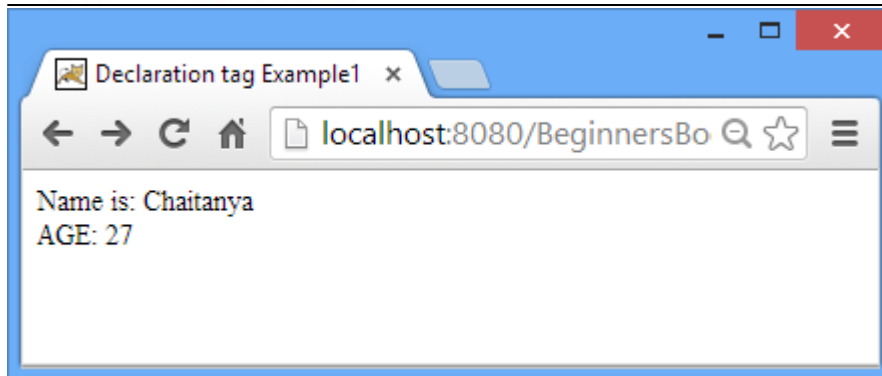 Declaration tag Example1
localhost:8080/BeginnersBo
Name is: Chaitanya
AGE: 27